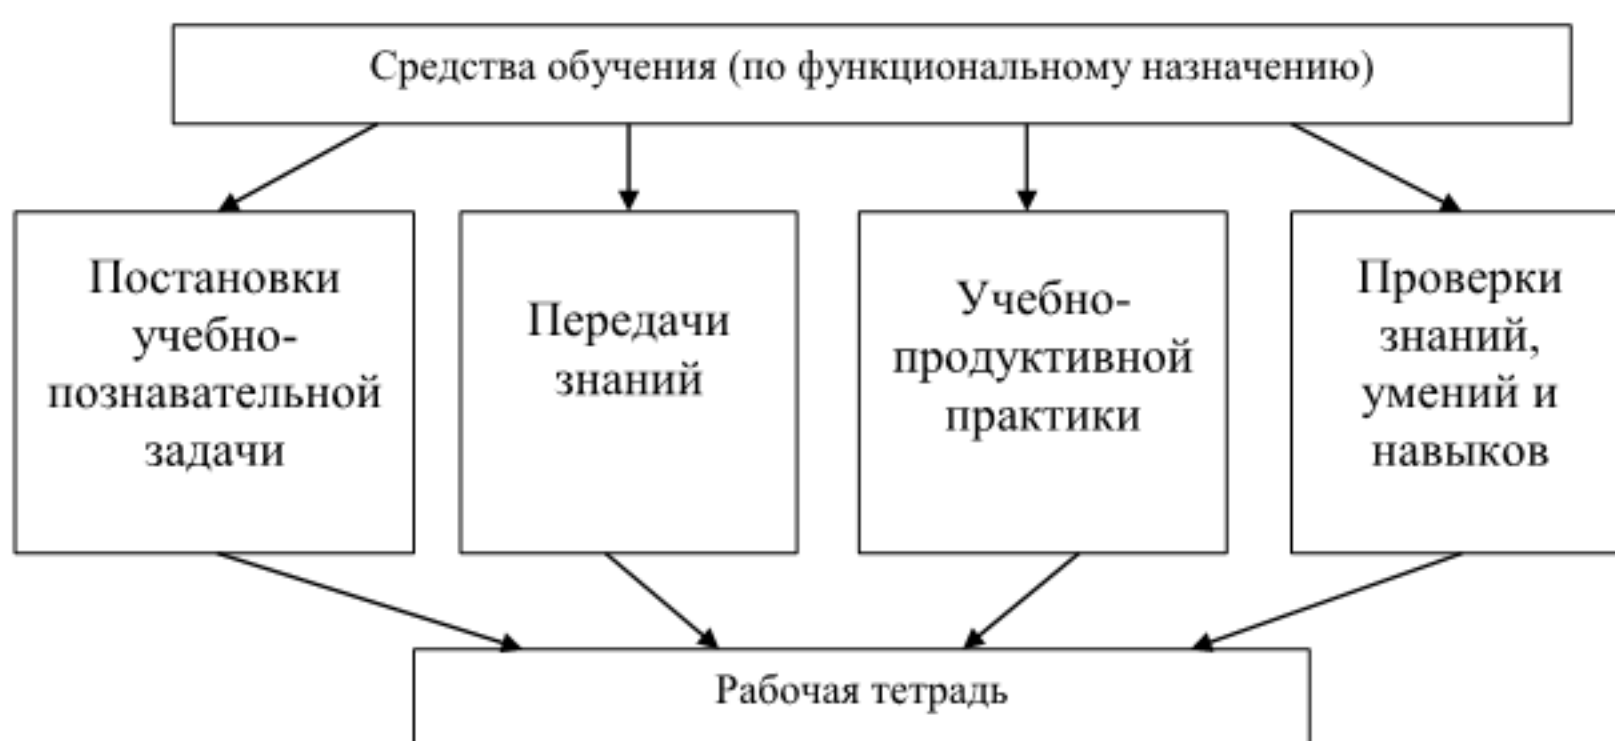 Средства обучения (по функциональному назначению)
Постановки
учебно-
познавательной
задачи
Передачи
знаний
Учебно-
продуктивной
практики
Проверки
знаний,
умений и
навыков
Рабочая тетрадь